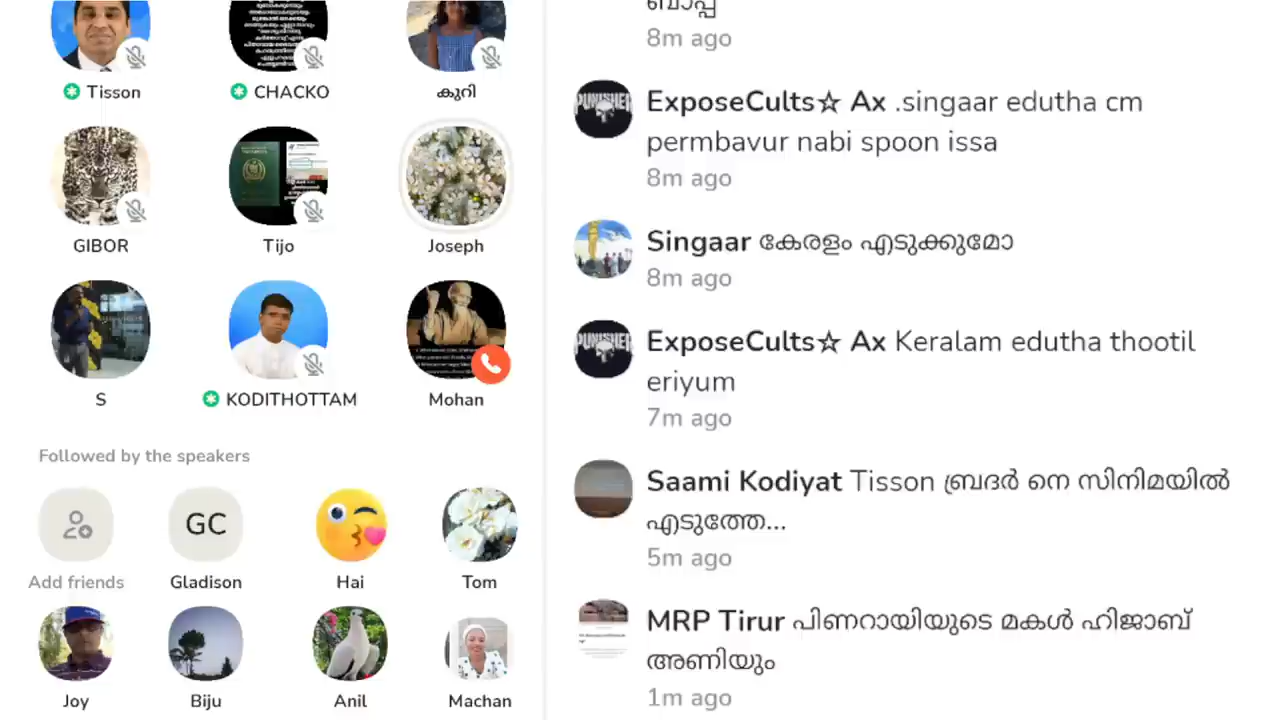 Tisson
CHACKO
കുറി
GIBOR
Tijo
Joseph
S
KODITHOTTAM
Mohan
Followed by the speakers
GC
Add friends
Gladison
Hai
Tom
Joy
Biju
Anil
Machan
ബാപ്പ
8m ago
PUNISHER
ExposeCults☆ Ax .singaar edutha cm
permbavur nabi spoon issa
8m ago
Singaar കേരളം എടുക്കുമോ
8m ago
PUNISHER
ExposeCults☆ Ax Keralam edutha thootil
eriyum
7m ago
Saami Kodiyat Tisson ബ്രദർ നെ സിനിമയിൽ
എടുത്തേ...
5m ago
MRP Tirur പിണറായിയുടെ മകൾ ഹിജാബ്
അണിയും
1m ago